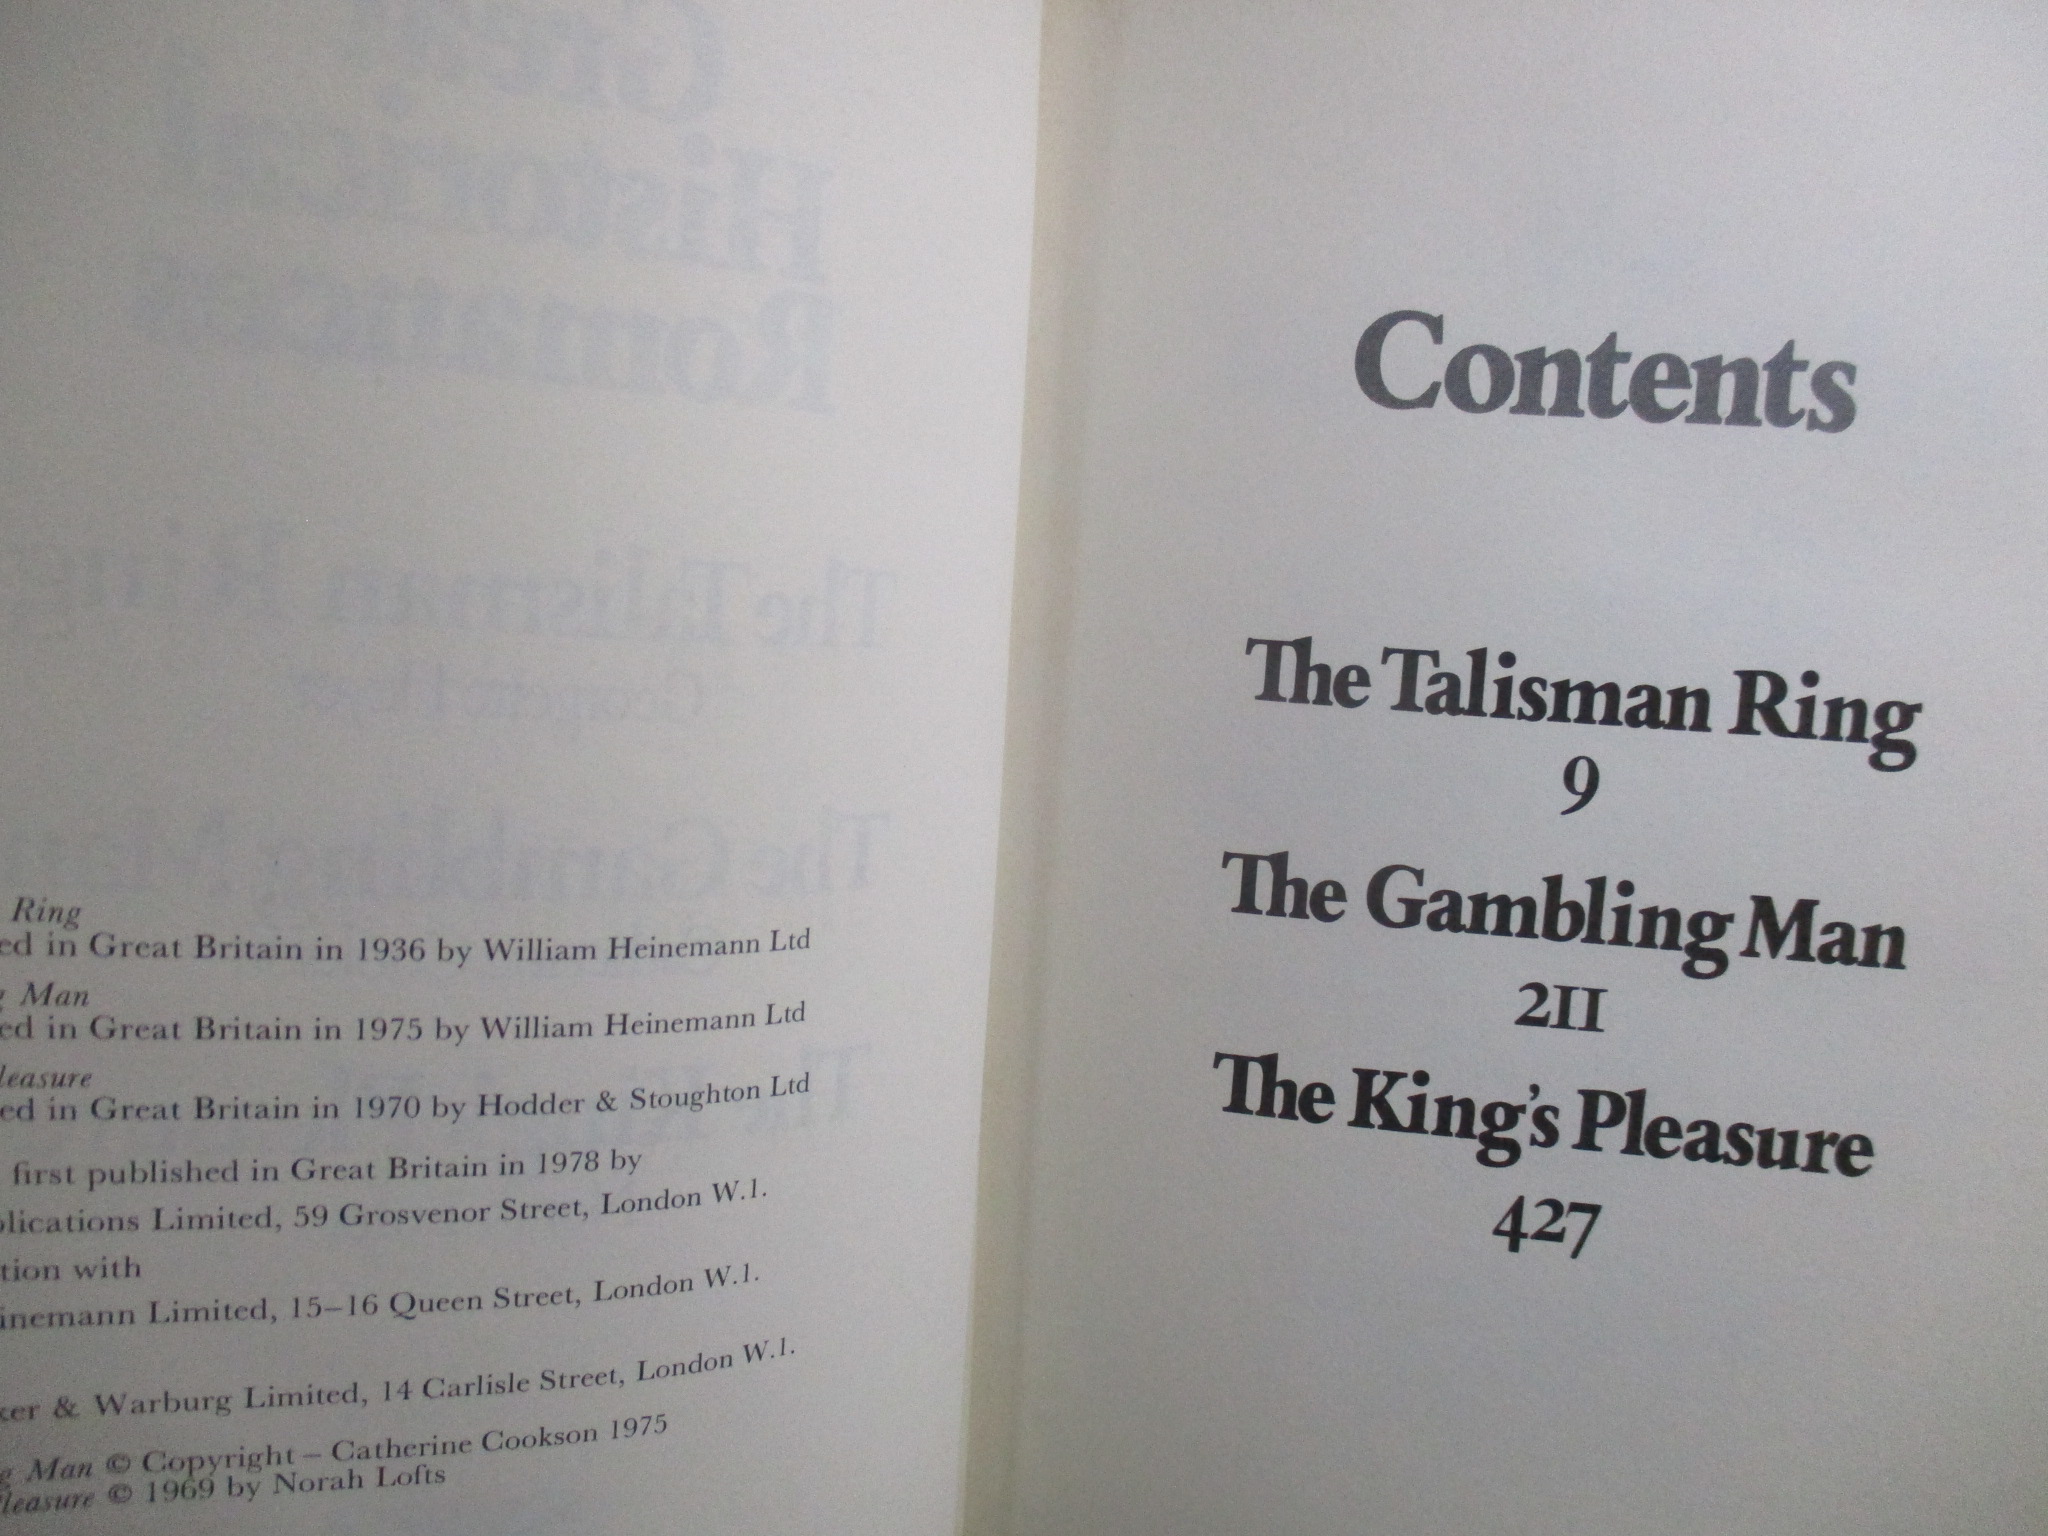 Ring
ed in Great Britain in 1936 by William Heinemann Ltd
g Man
ed in Great Britain in 1975 by William Heinemann Ltd
leasure
ed in Great Britain in 1970 by Hodder & Stoughton Ltd
first published in Great Britain in 1978 by
lications Limited, 59 Grosvenor Street, London W.1.
tion with
inemann Limited, 15–16 Queen Street, London W.1.
ker & Warburg Limited, 14 Carlisle Street, London W.1.
g Man © Copyright – Catherine Cookson 1975
leasure © 1969 by Norah Lofts
Contents
The Talisman Ring
9
The Gambling Man
211
The King's Pleasure
427